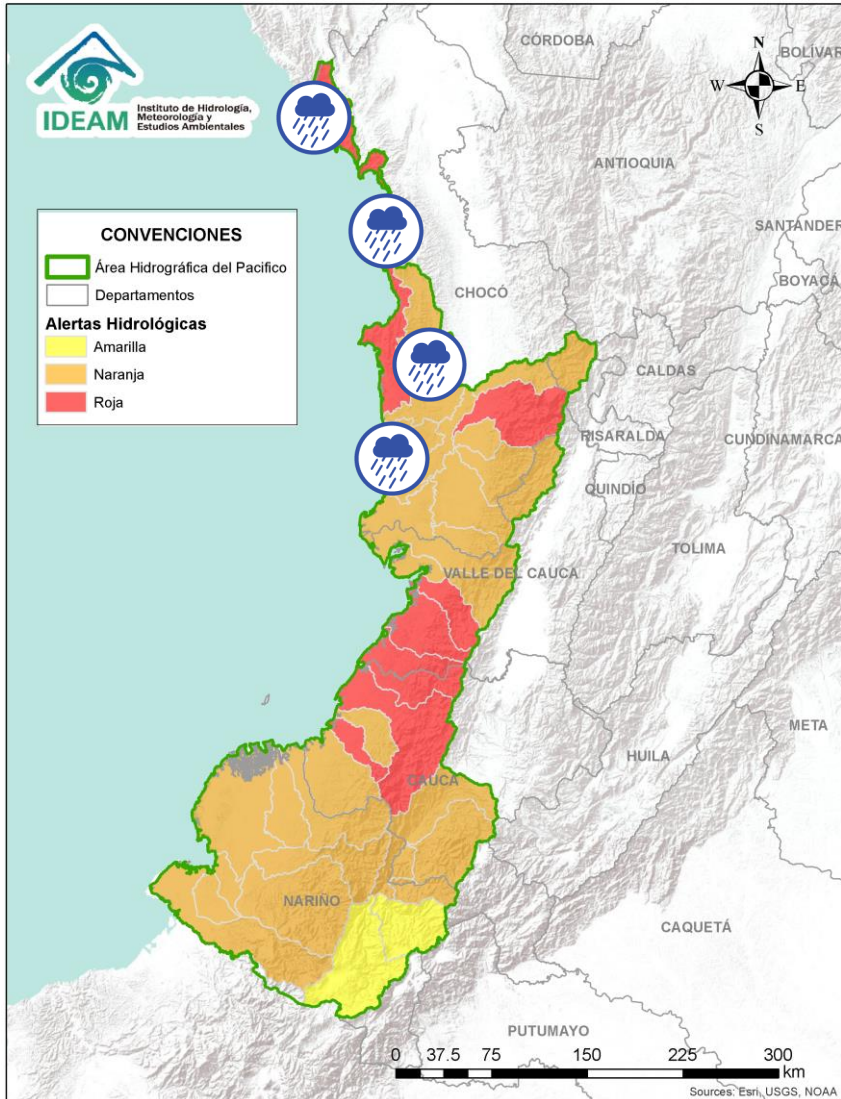 IDEAM
Instituto de Hidrología,
Meteorología y
Estudios Ambientales
CÓRDOBA
BOLÍVAR
N
W
E
S
ANTIOQUIA
SANTANDER
BOYACÁ
CONVENCIONES
Área Hidrográfica del Pacifico
Departamentos
Alertas Hidrológicas
Amarilla
Naranja
Roja
CHOCÓ
CALDAS
RISARALDA
CUNDINAMARCA
QUINDÍO
TOLIMA
VALLE DEL CAUCA
META
HUILA
CAUCA
NARIÑO
CAQUETÁ
PUTUMAYO
0 37.5 75 150 225 300
km
Sources: Esri, USGS, NOAA